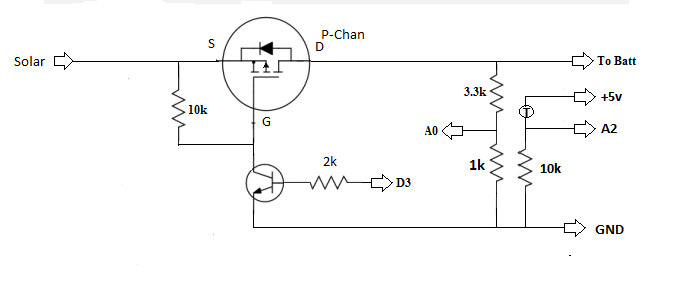 P-Chan
S
D
Solar
To Batt
3.3k
+5v
10k
T
G
A0
A2
2k
1k
10k
D3
GND